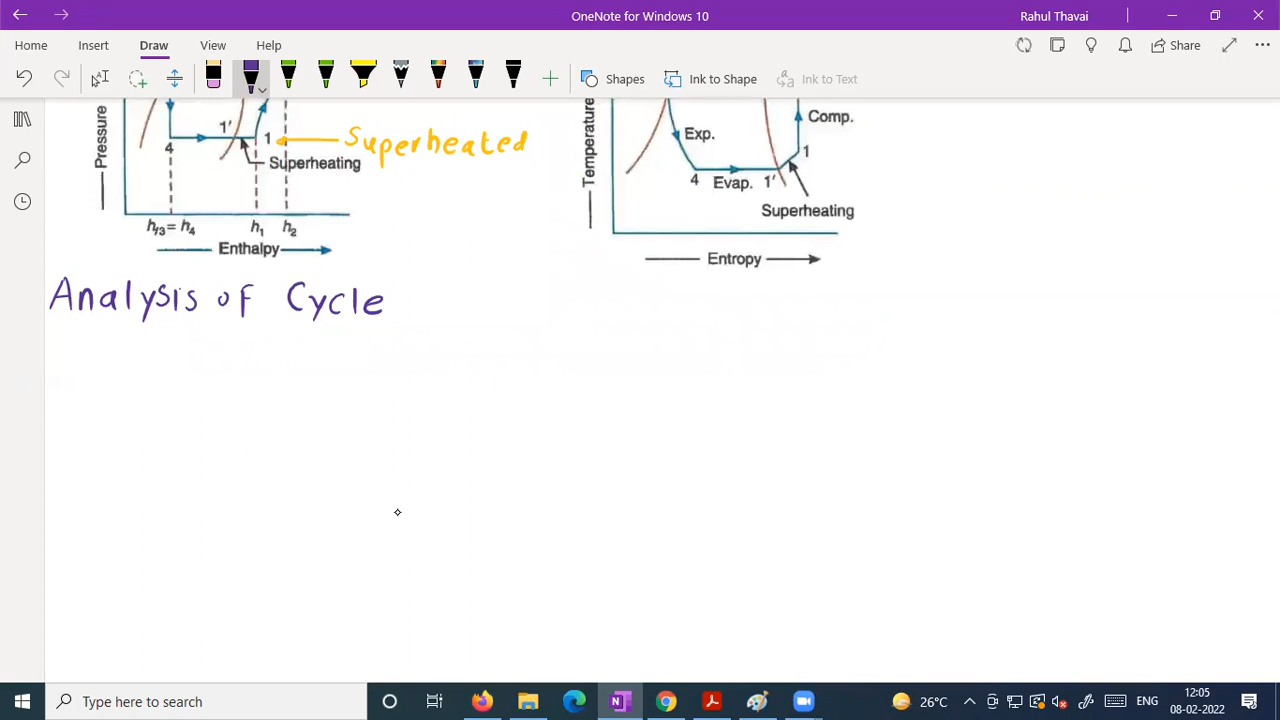 OneNote for Windows 10
Rahul Thavai
Home Insert Draw View Help
Share
Shapes Ink to Shape Ink to Text
Pressure
1'
1
4
Superheated
Superheating
hf3 = h4 h1 h2
Enthalpy
Temperature
Exp.
Comp.
1
4 Evap. 1'
Superheating
Entropy
Analysis of Cycle
Type here to search
26°C
ENG
12:05
08-02-2022